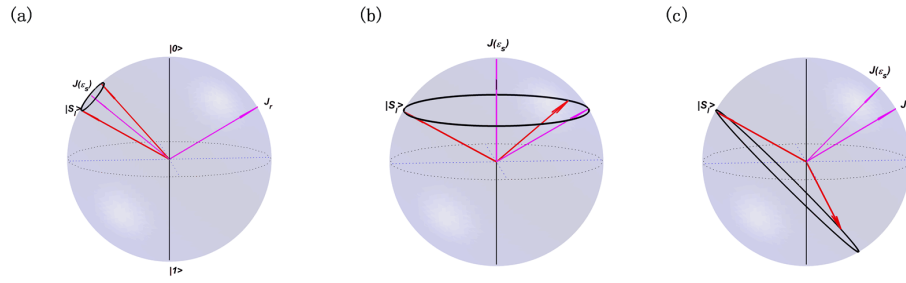 (a) (b) (c)
|0> J(ε_s)
J(ε_s) J(ε_s)
|S_i> J_r |S_i> |S_i> J
|1>